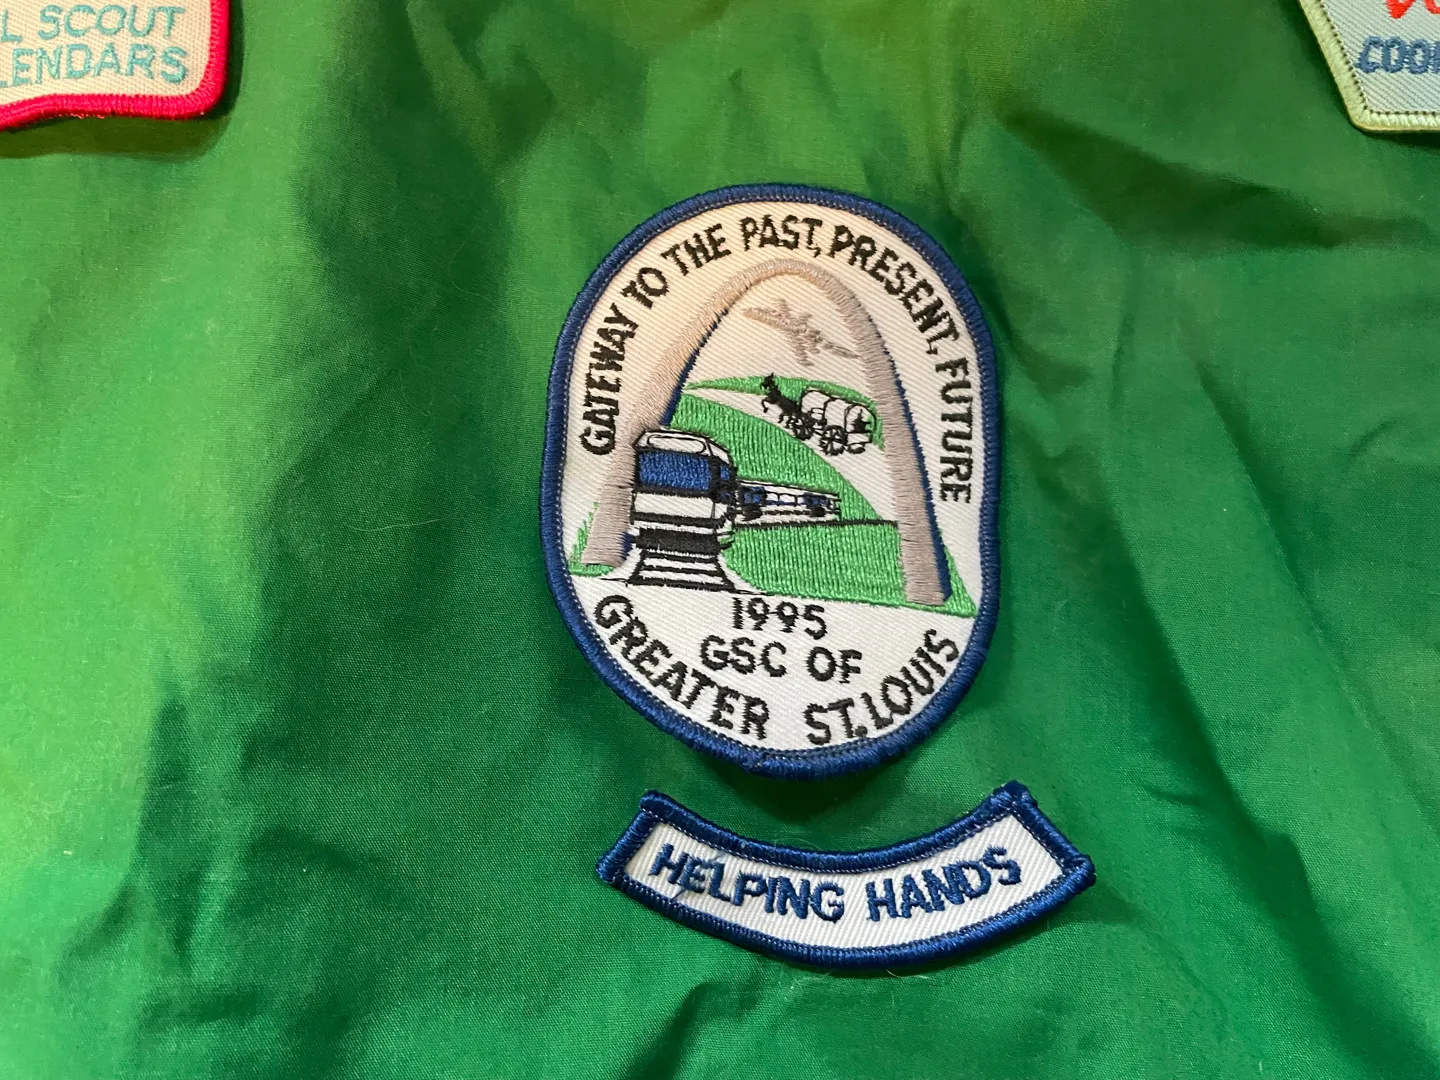 L SCOUT
LENDARS
COOK
GATEWAY TO THE PAST, PRESENT, FUTURE
1995
GSC OF
GREATER ST. LOUIS
HELPING HANDS